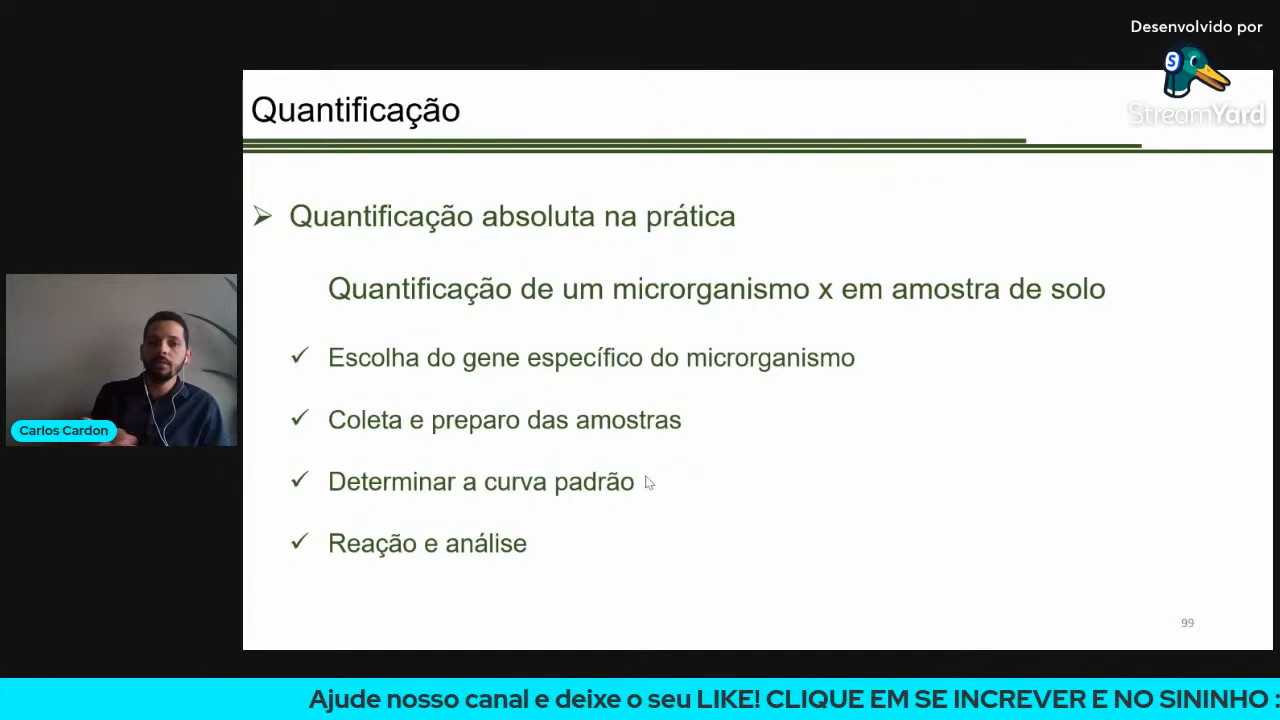 Desenvolvido por
S
StreamYard
Quantificação
Quantificação absoluta na prática
Quantificação de um microrganismo x em amostra de solo
Escolha do gene específico do microrganismo
Coleta e preparo das amostras
Determinar a curva padrão
Reação e análise
99
Carlos Cardon
Ajude nosso canal e deixe o seu LIKE! CLIQUE EM SE INCREVER E NO SININHO :